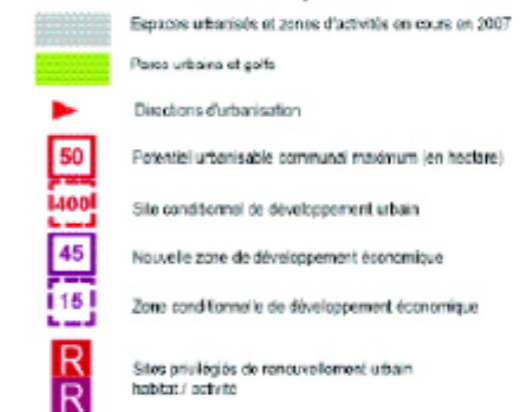 Espaces urbanisés et zones d'activités en cours en 2007
Parcs urbains et golfs
Directions d'urbanisation
50 Potentiel urbanisable communal maximum (en hectare)
400 Site conditionnel de développement urbain
45 Nouvelle zone de développement économique
15 Zone conditionnelle de développement économique
R Sites privilégiés de renouvellement urbain
R habitat / activité